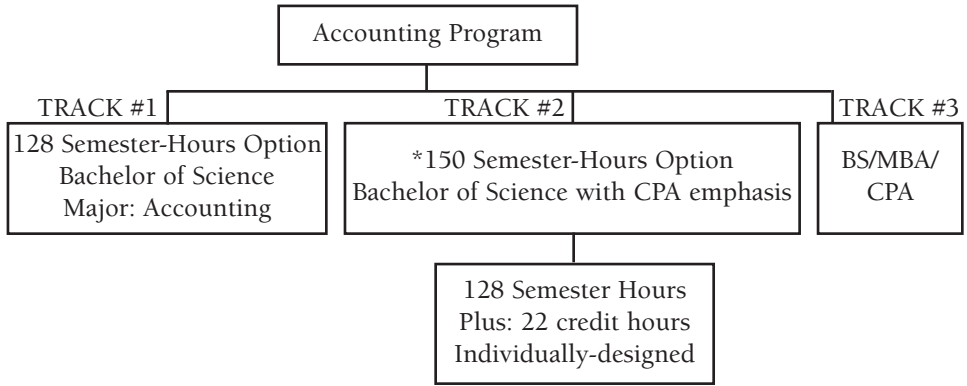 Accounting Program
TRACK #1
128 Semester-Hours Option
Bachelor of Science
Major: Accounting
TRACK #2
*150 Semester-Hours Option
Bachelor of Science with CPA emphasis
128 Semester Hours
Plus: 22 credit hours
Individually-designed
TRACK #3
BS/MBA/
CPA